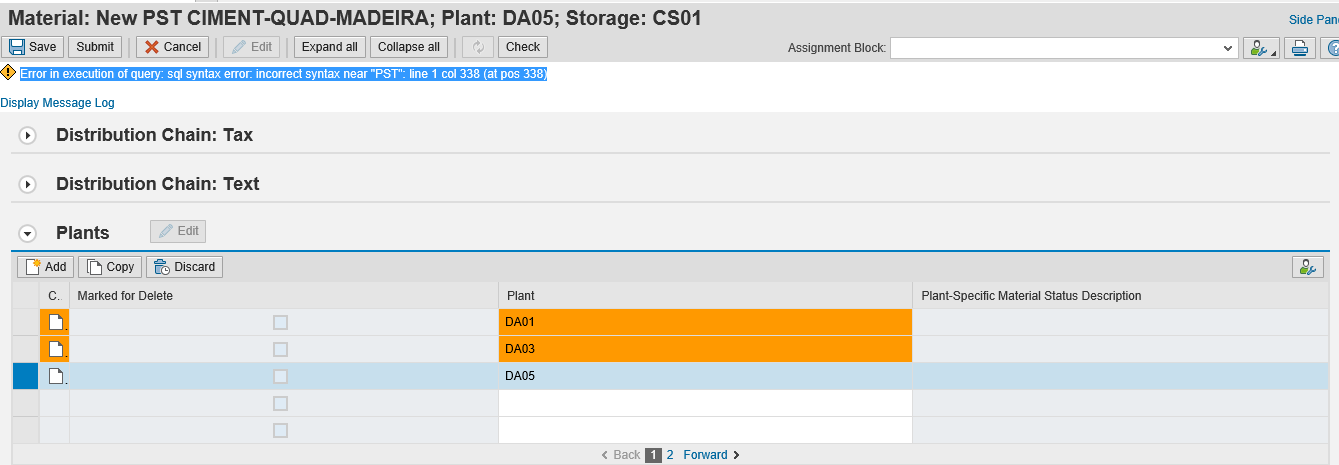 Material: New PST CIMENT-QUAD-MADEIRA; Plant: DA05; Storage: CS01
Side
Save Submit Cancel Edit Expand all Collapse all Check Assignment Block:
Error in execution of query: sql syntax error: incorrect syntax near "PST": line 1 col 338 (at pos 338)
Display Message Log
Distribution Chain: Tax
Distribution Chain: Text
Plants Edit
Add Copy Discard
C.. Marked for Delete Plant Plant-Specific Material Status Description
DA01
DA03
DA05
Back 1 2 Forward